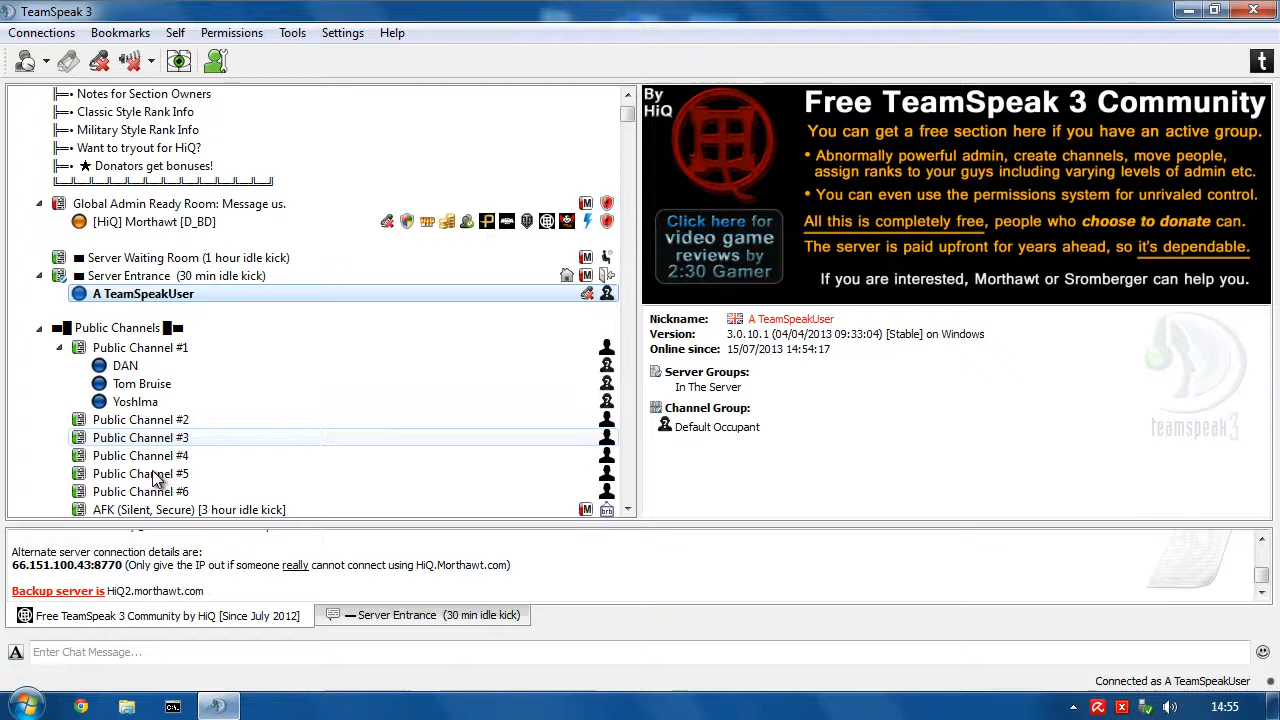 TeamSpeak 3
Connections Bookmarks Self Permissions Tools Settings Help
t
Notes for Section Owners
Classic Style Rank Info
Military Style Rank Info
Want to tryout for HiQ?
★ Donators get bonuses!
Global Admin Ready Room: Message us.
[HiQ] Morthawt [D_BD]
Server Waiting Room (1 hour idle kick)
Server Entrance (30 min idle kick)
A TeamSpeakUser
Public Channels
Public Channel #1
DAN
Tom Bruise
YoshIma
Public Channel #2
Public Channel #3
Public Channel #4
Public Channel #5
Public Channel #6
AFK (Silent, Secure) [3 hour idle kick]
By
HiQ
Free TeamSpeak 3 Community
You can get a free section here if you have an active group.
• Abnormally powerful admin, create channels, move people,
assign ranks to your guys including varying levels of admin etc.
• You can even use the permissions system for unrivaled control.
All this is completely free, people who choose to donate can.
The server is paid upfront for years ahead, so it's dependable.
If you are interested, Morthawt or Sromberger can help you.
Click here for
video game
reviews by
2:30 Gamer
Nickname: A TeamSpeakUser
Version: 3.0.10.1 (04/04/2013 09:33:04) [Stable] on Windows
Online since: 15/07/2013 14:54:17
Server Groups:
In The Server
Channel Group:
Default Occupant
teamspeak3
Alternate server connection details are:
66.151.100.43:8770 (Only give the IP out if someone really cannot connect using HiQ.Morthawt.com)
Backup server is HiQ2.morthawt.com
Free TeamSpeak 3 Community by HiQ [Since July 2012]
Server Entrance (30 min idle kick)
Enter Chat Message...
Connected as A TeamSpeakUser
14:55